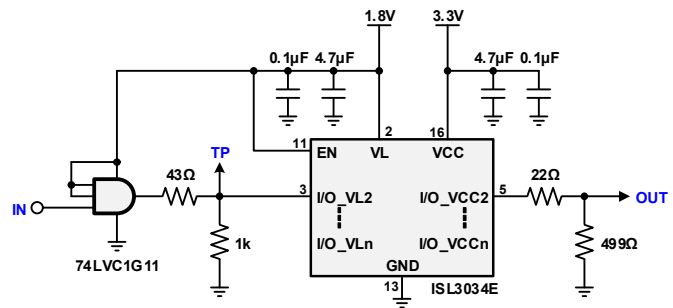 1.8V
3.3V
0.1µF
4.7µF
4.7µF
0.1µF
2
16
11
EN
VL
VCC
TP
43Ω
3
I/O_VL2
I/O_VCC2
5
22Ω
IN
OUT
1k
I/O_VLn
I/O_VCCn
499Ω
GND
74LVC1G11
13
ISL3034E